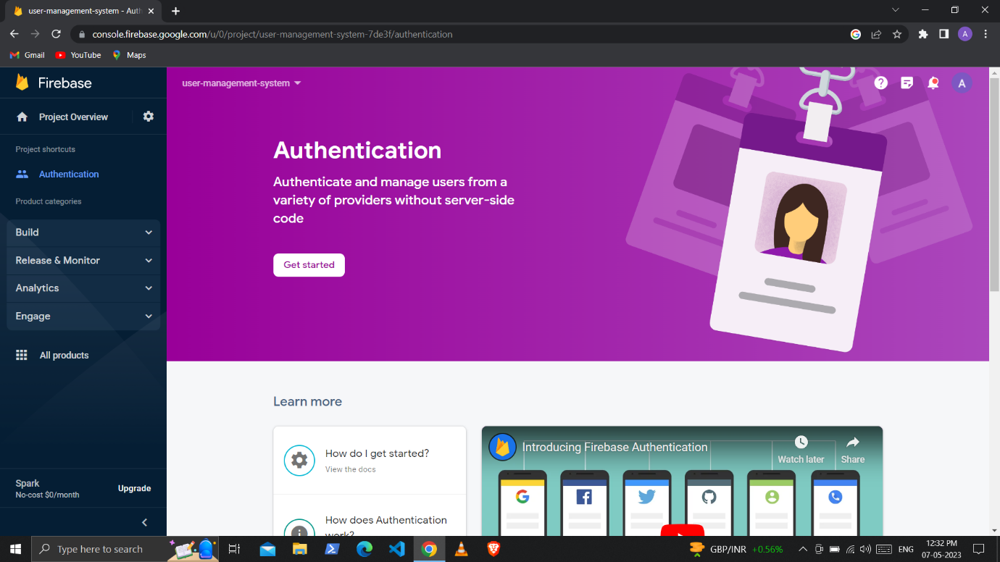 user-management-system - Auth
console.firebase.google.com/u/0/project/user-management-system-7de3f/authentication
A
Gmail
YouTube
Maps
Firebase
user-management-system
?
A
Project Overview
Project shortcuts
Authentication
Product categories
Build
Release & Monitor
Analytics
Engage
All products
Spark
No-cost $0/month
Upgrade
Authentication
Authenticate and manage users from a
variety of providers without server-side
code
Get started
Learn more
How do I get started?
View the docs
How does Authentication
work?
Introducing Firebase Authentication
Watch later
Share
Type here to search
GBP/INR +0.56%
ENG
12:32 PM
07-05-2023